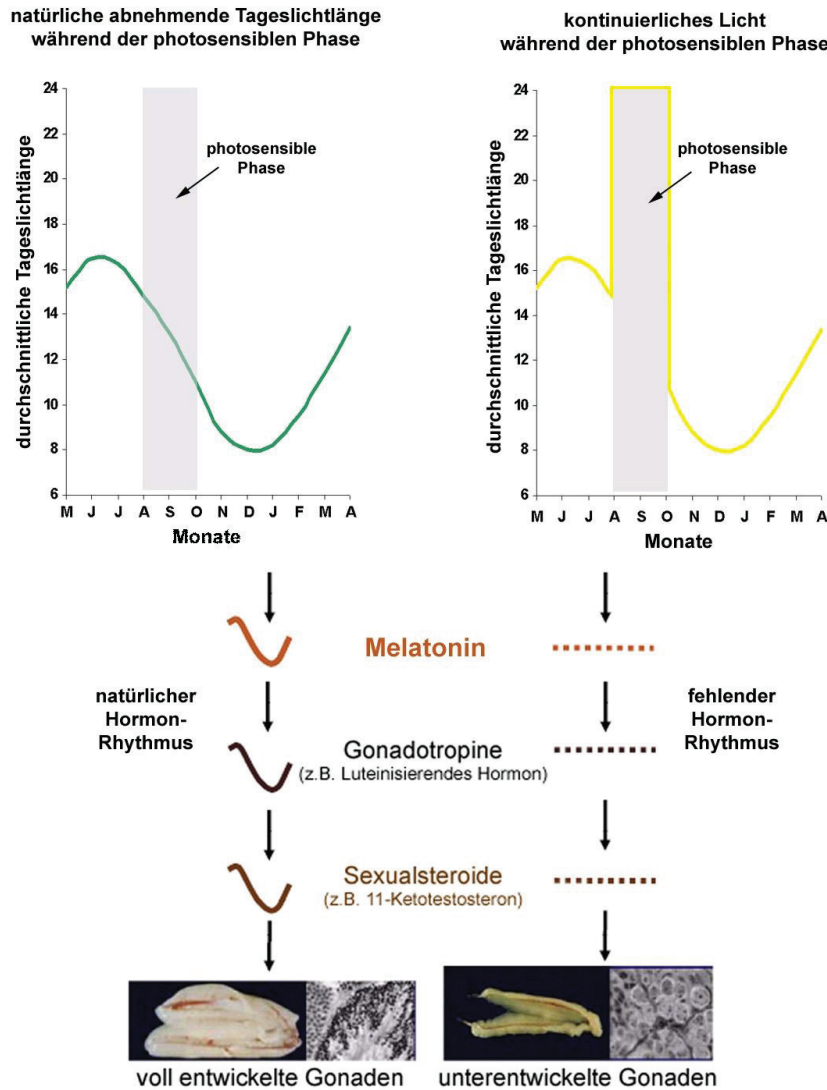 natürliche abnehmende Tageslichtlänge
während der photosensiblen Phase
durchschnittliche Tageslichtlänge
24
22
20
18
16
14
12
10
8
6
photosensible
Phase
M J J A S O N D J F M A
Monate
kontinuierliches Licht
während der photosensiblen Phase
durchschnittliche Tageslichtlänge
24
22
20
18
16
14
12
10
8
6
photosensible
Phase
M J J A S O N D J F M A
Monate
Melatonin
natürlicher
Hormon-
Rhythmus
fehlender
Hormon-
Rhythmus
Gonadotropine
(z.B. Luteinisierendes Hormon)
Sexualsteroide
(z.B. 11-Ketotestosteron)
voll entwickelte Gonaden
unterentwickelte Gonaden